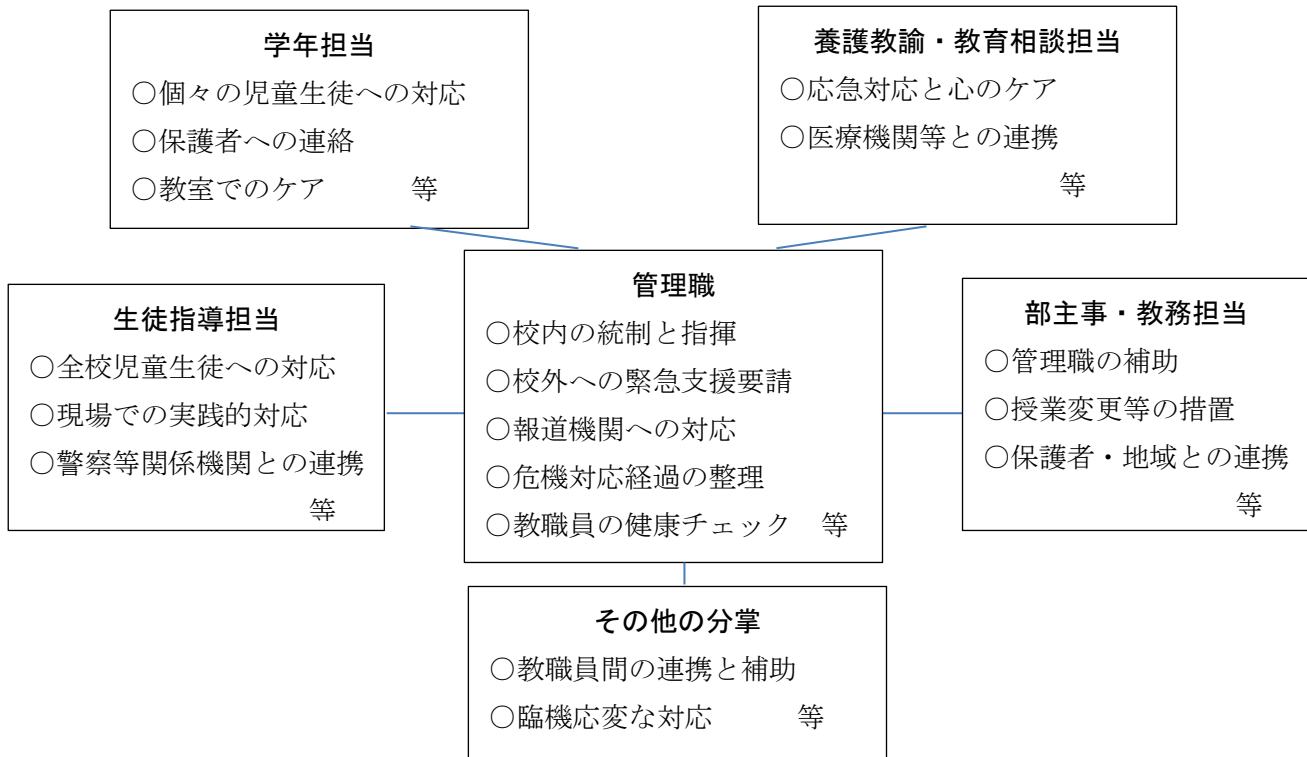 学年担当
○個々の児童生徒への対応
○保護者への連絡
○教室でのケア　　　等
養護教諭・教育相談担当
○応急対応と心のケア
○医療機関等との連携
等
生徒指導担当
○全校児童生徒への対応
○現場での実践的対応
○警察等関係機関との連携
等
管理職
○校内の統制と指揮
○校外への緊急支援要請
○報道機関への対応
○危機対応経過の整理
○教職員の健康チェック　等
部主事・教務担当
○管理職の補助
○授業変更等の措置
○保護者・地域との連携
等
その他の分掌
○教職員間の連携と補助
○臨機応変な対応　　　等